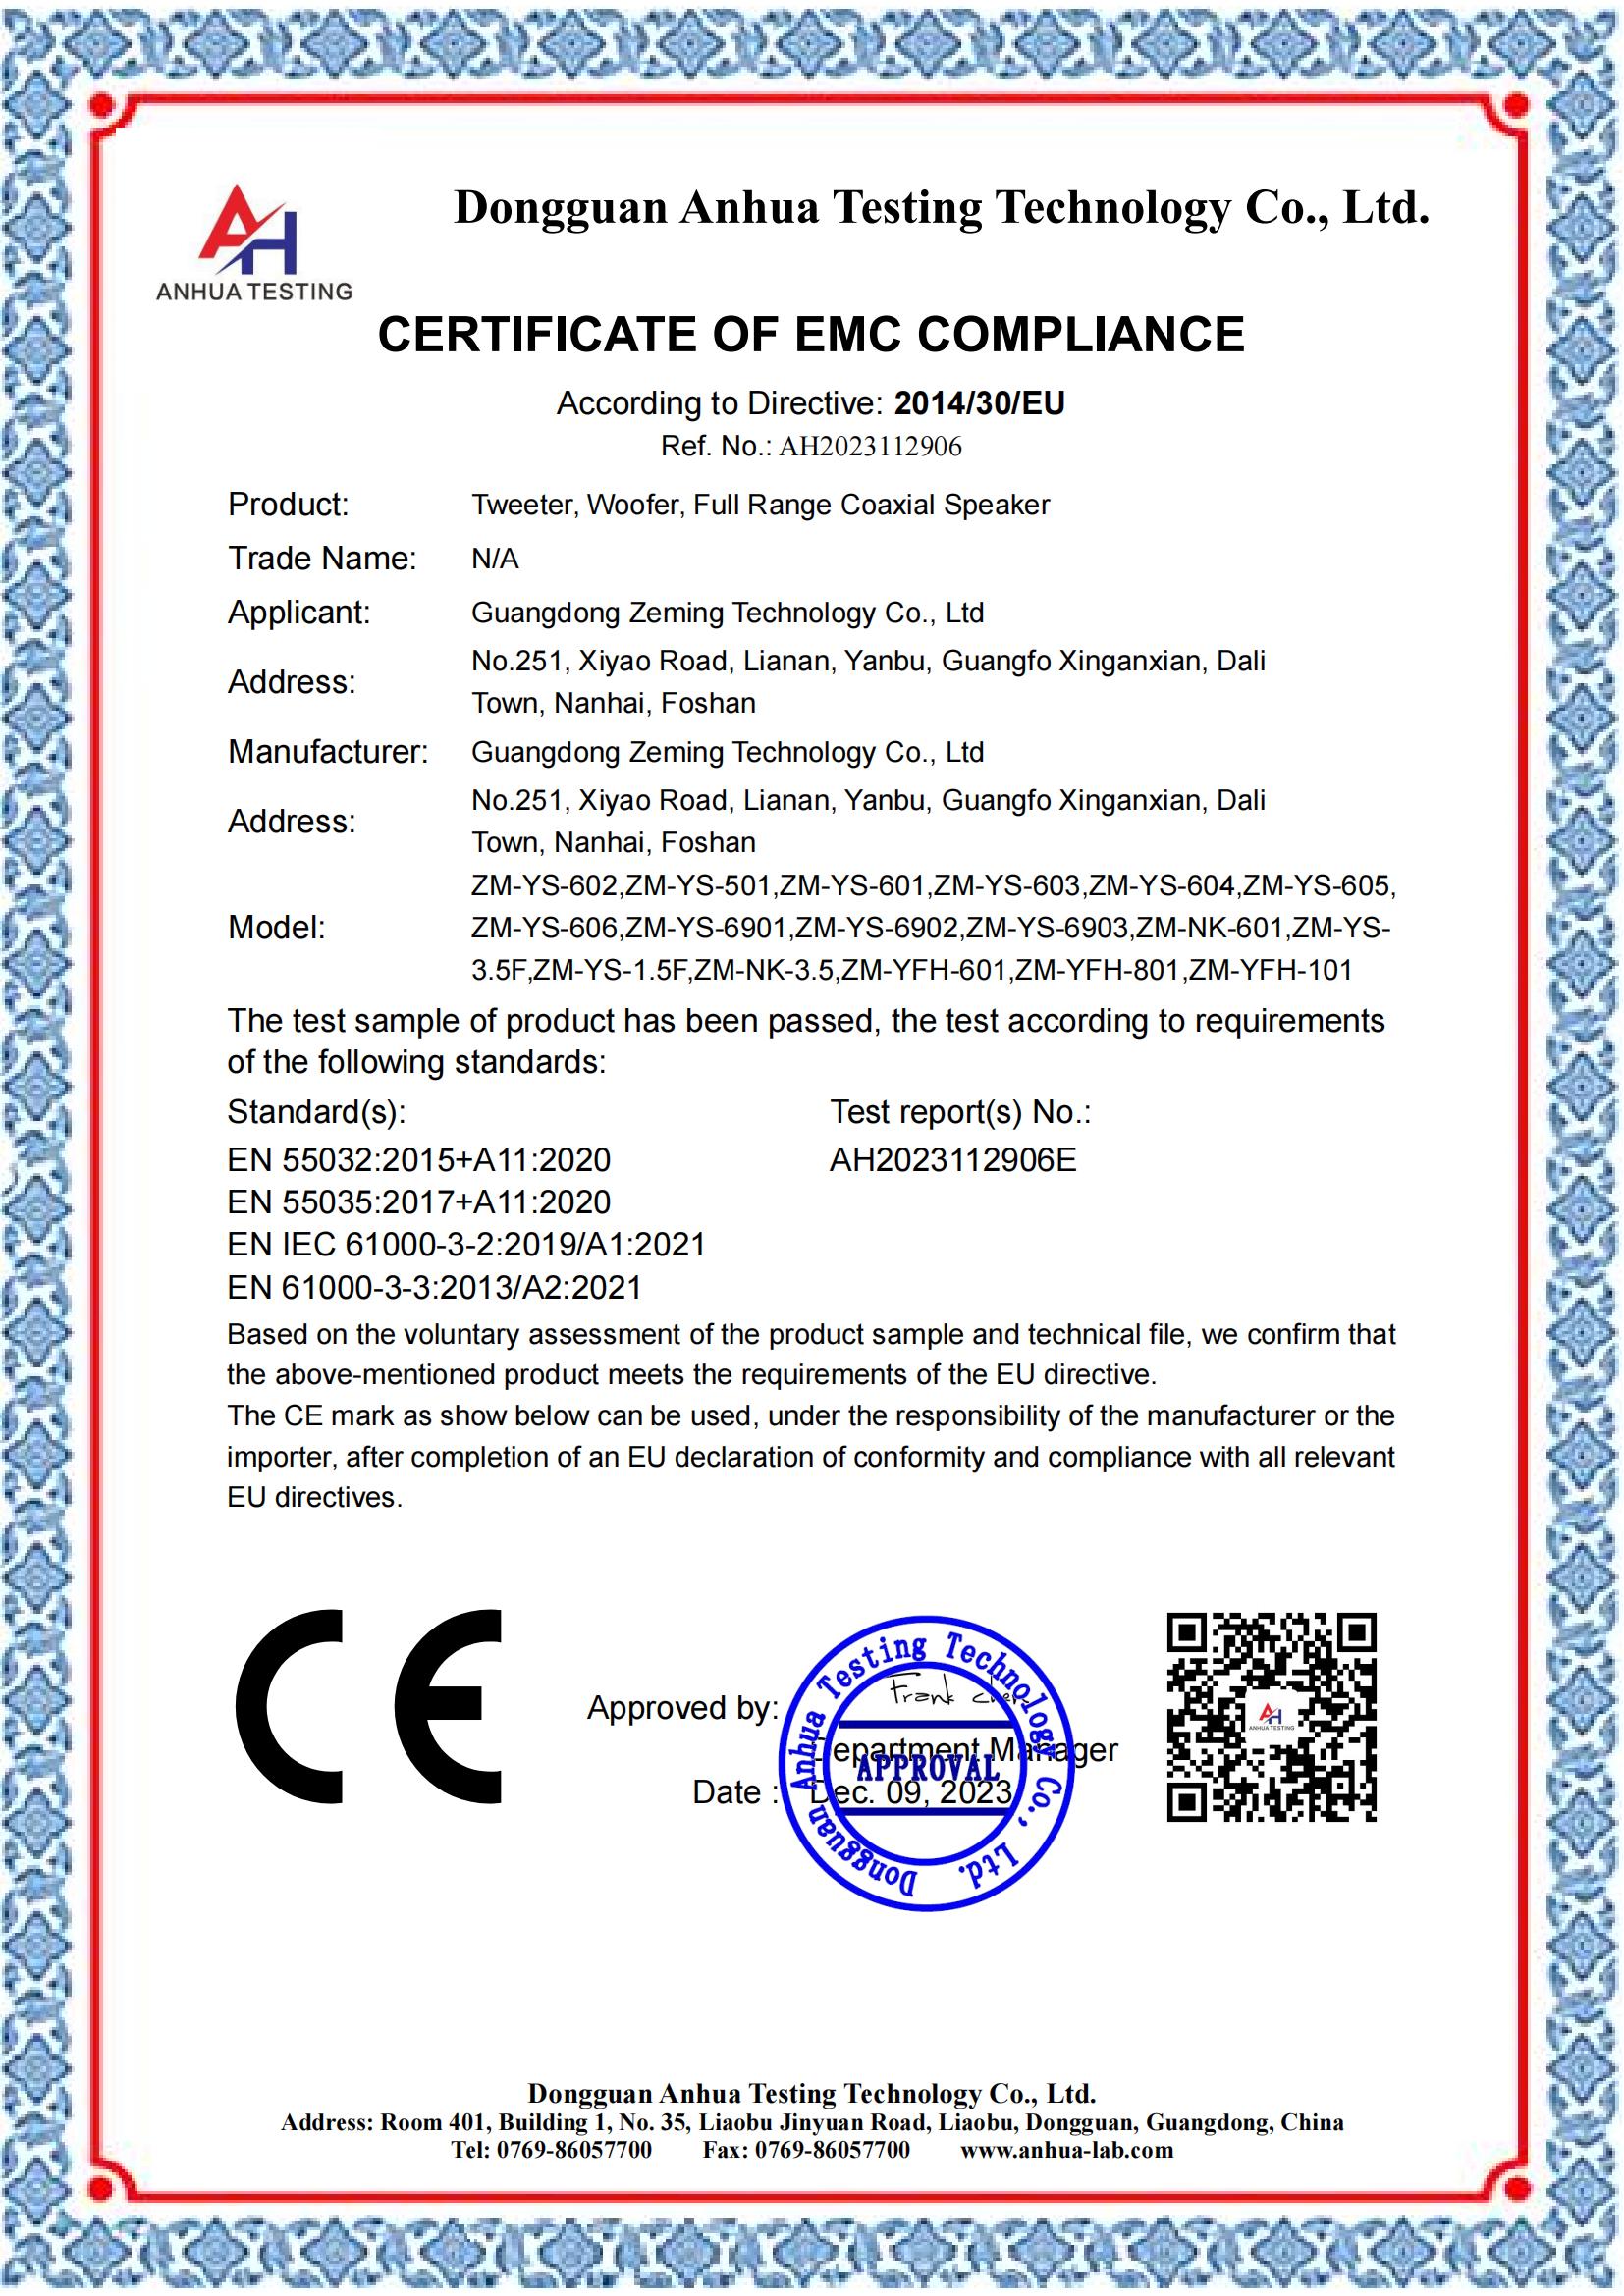 ANHUA TESTING
Dongguan Anhua Testing Technology Co., Ltd.
CERTIFICATE OF EMC COMPLIANCE
According to Directive: 2014/30/EU
Ref. No.: AH2023112906
Product: Tweeter, Woofer, Full Range Coaxial Speaker
Trade Name: N/A
Applicant: Guangdong Zeming Technology Co., Ltd
Address: No.251, Xiyao Road, Lianan, Yanbu, Guangfo Xinganxian, Dali
Town, Nanhai, Foshan
Manufacturer: Guangdong Zeming Technology Co., Ltd
Address: No.251, Xiyao Road, Lianan, Yanbu, Guangfo Xinganxian, Dali
Town, Nanhai, Foshan
ZM-YS-602,ZM-YS-501,ZM-YS-601,ZM-YS-603,ZM-YS-604,ZM-YS-605,
Model: ZM-YS-606,ZM-YS-6901,ZM-YS-6902,ZM-YS-6903,ZM-NK-601,ZM-YS-
3.5F,ZM-YS-1.5F,ZM-NK-3.5,ZM-YFH-601,ZM-YFH-801,ZM-YFH-101
The test sample of product has been passed, the test according to requirements
of the following standards:
Standard(s): Test report(s) No.:
EN 55032:2015+A11:2020 AH2023112906E
EN 55035:2017+A11:2020
EN IEC 61000-3-2:2019/A1:2021
EN 61000-3-3:2013/A2:2021
Based on the voluntary assessment of the product sample and technical file, we confirm that
the above-mentioned product meets the requirements of the EU directive.
The CE mark as show below can be used, under the responsibility of the manufacturer or the
importer, after completion of an EU declaration of conformity and compliance with all relevant
EU directives.
CE
Approved by: Frank chen
Department Manager
Date : Dec. 09, 2023
Dongguan Anhua Testing Technology Co., Ltd.
APPROVAL
ANHUA TESTING
Dongguan Anhua Testing Technology Co., Ltd.
Address: Room 401, Building 1, No. 35, Liaobu Jinyuan Road, Liaobu, Dongguan, Guangdong, China
Tel: 0769-86057700 Fax: 0769-86057700 www.anhua-lab.com